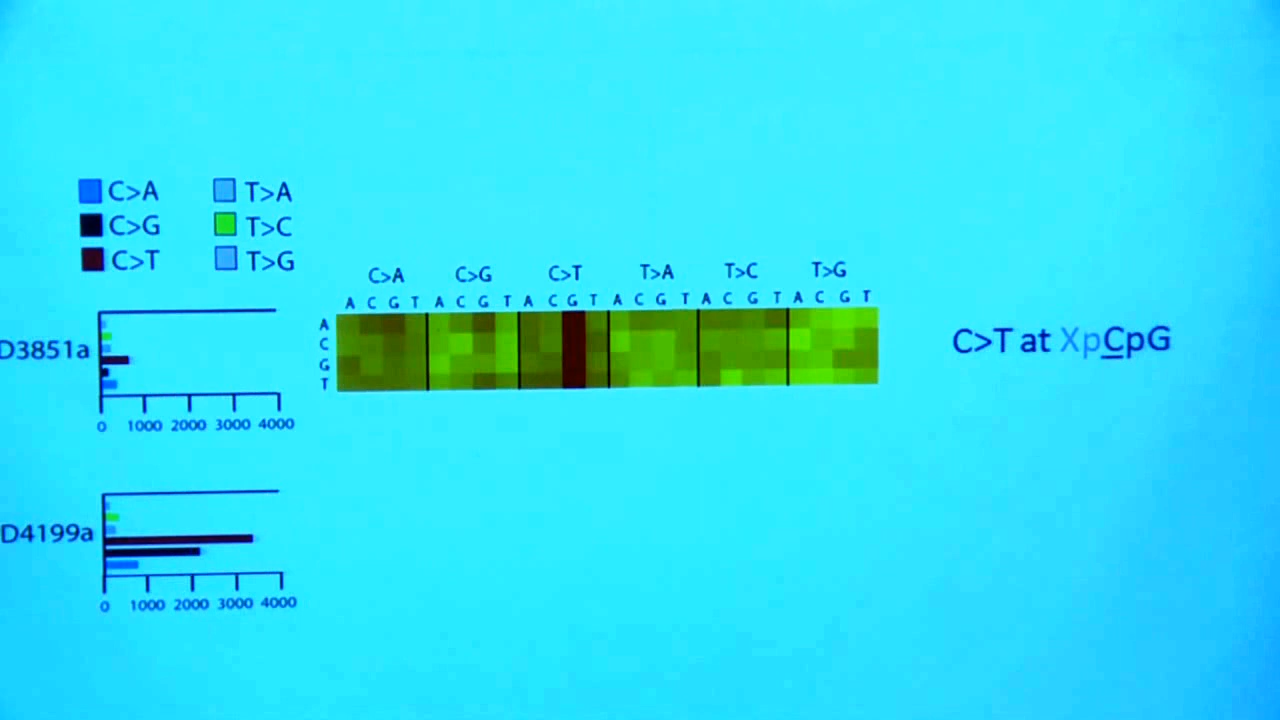 C>A T>A
C>G T>C
C>T T>G
C>A C>G C>T T>A T>C T>G
A C G T A C G T A C G T A C G T A C G T A C G T
A
C
G
T
D3851a
0 1000 2000 3000 4000
C>T at XpCpG
D4199a
0 1000 2000 3000 4000